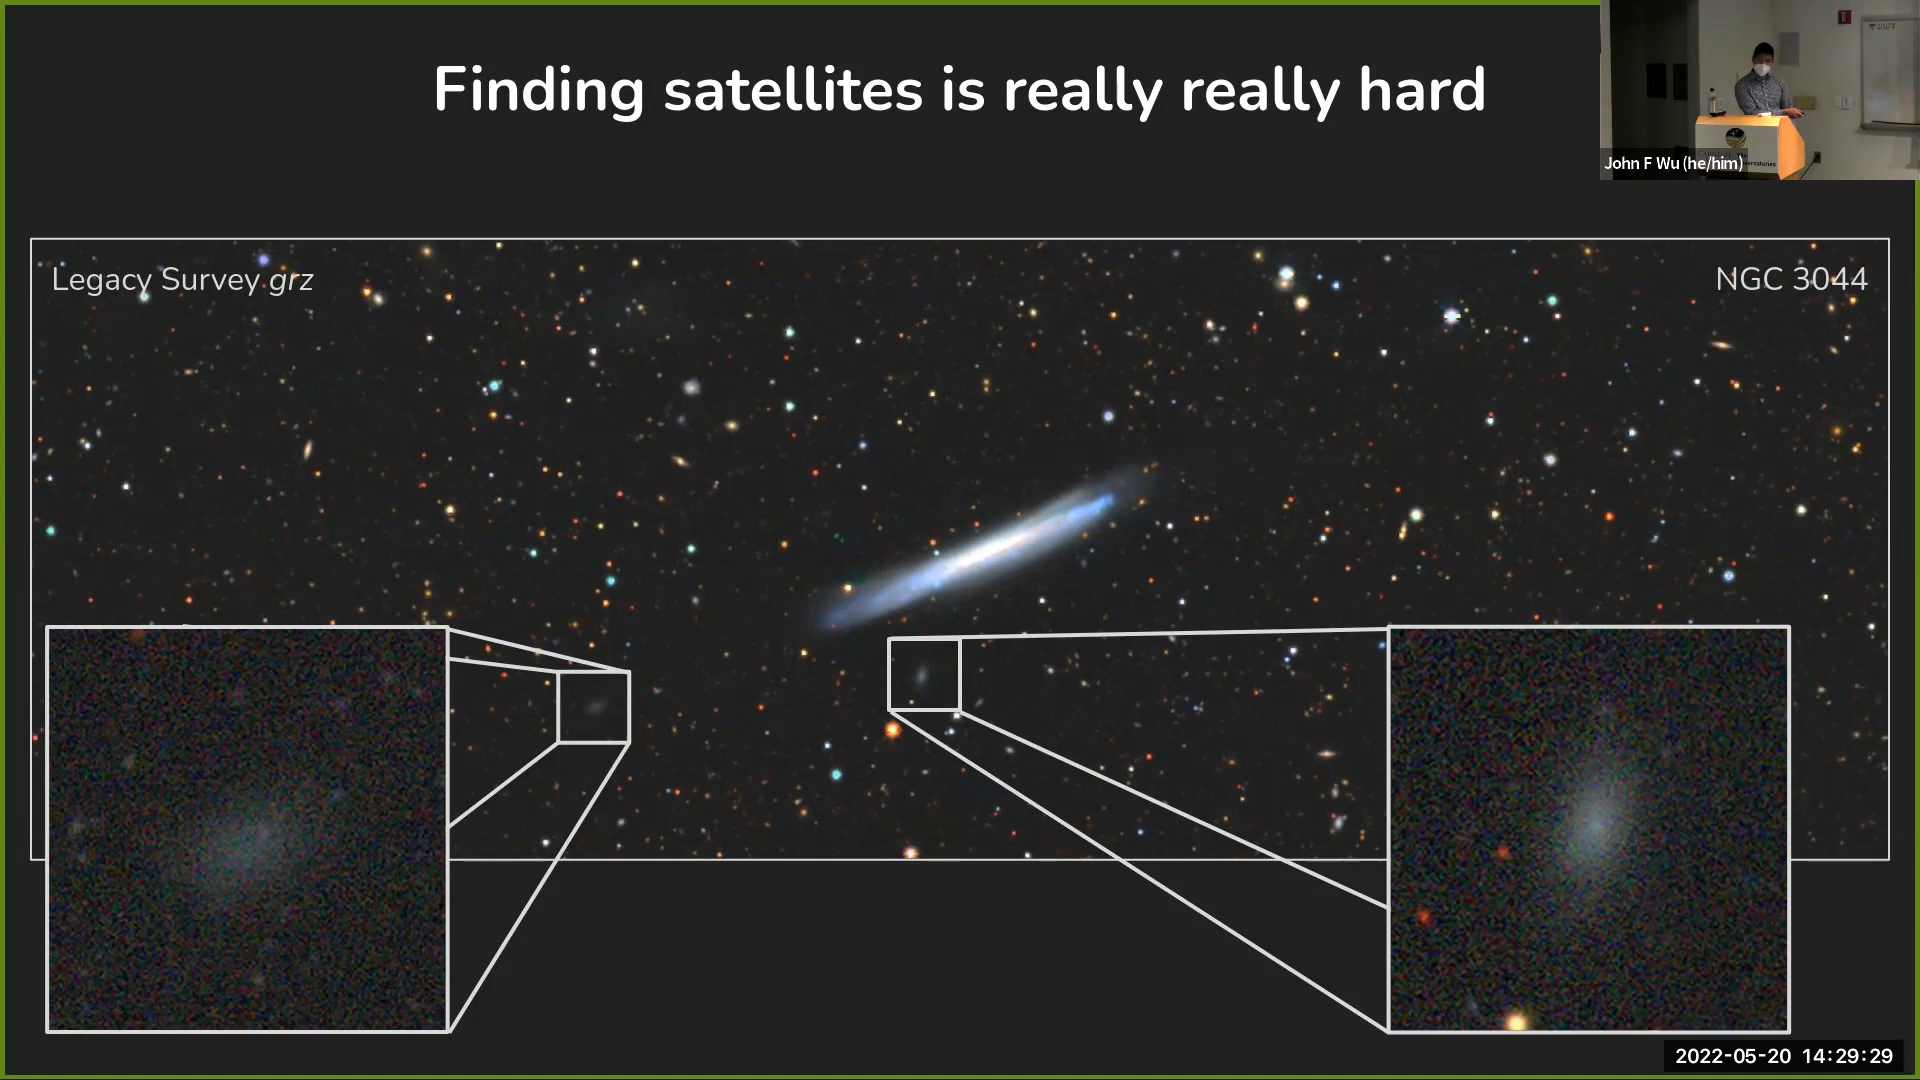 Finding satellites is really really hard
John F Wu (he/him)
Legacy Survey grz
NGC 3044
2022-05-20 14:29:29